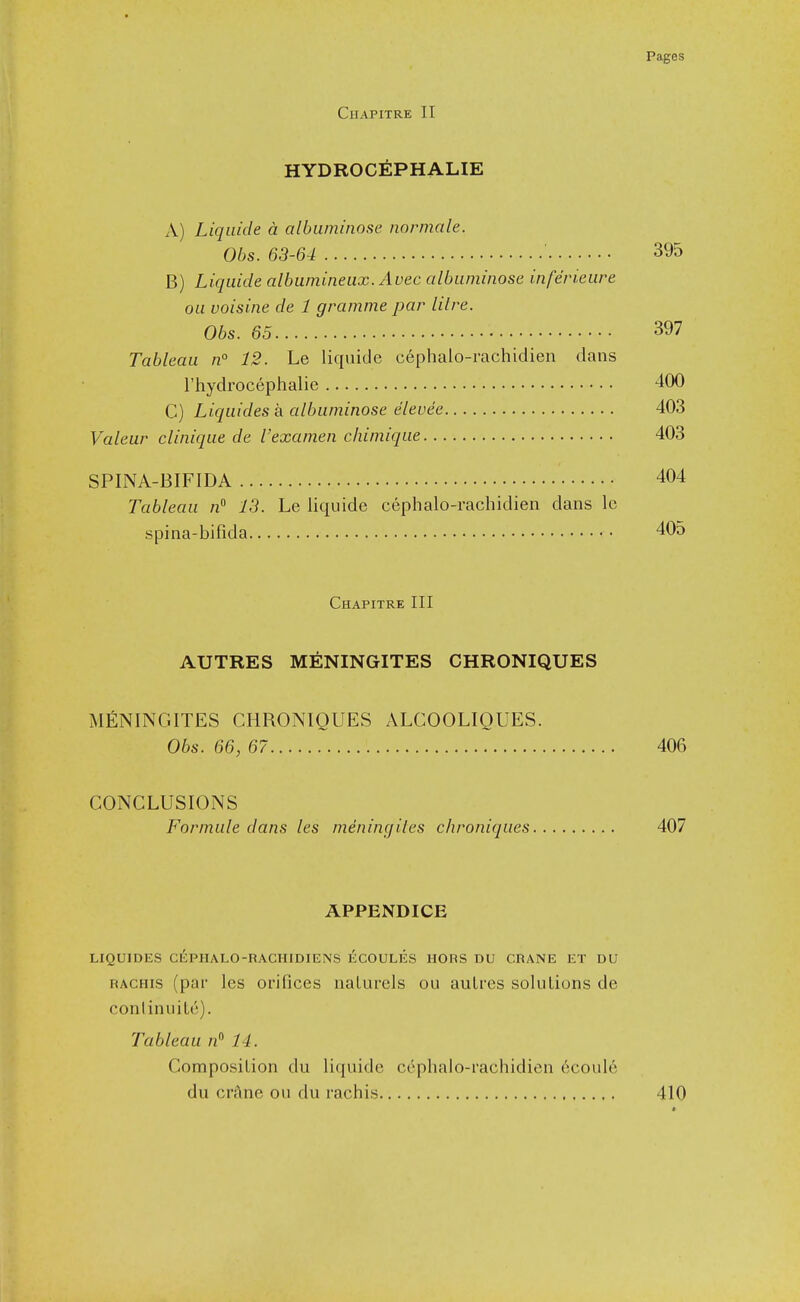 Pages
CHAPITRE II
HYDROCÉPHALIE
A) Liquide à albuminose normale.
Obs. 63-64 ........................................ 395
B) Liquide albumineux. Avec albuminose inférieure
ou voisine de 1 gramme par litre.
Obs. 65........................................ 397
Tableau n° 12. Le liquide céphalo-rachidien dans
l'hydrocéphalie ........................................ 400
C) Liquides à albuminose élevée.................... 403
Valeur clinique de l'examen chimique.................... 403
SPINA-BIFIDA ........................................ 404
Tableau n° 13. Le liquide céphalo-rachidien dans le
spina-bifida........................................ 405
CHAPITRE III
AUTRES MÉNINGITES CHRONIQUES
MÉNINGITES CHRONIQUES ALCOOLIQUES.
Obs. 66, 67........................................ 406
CONCLUSIONS
Formule dans les méningites chroniques.......... 407
APPENDICE
LIQUIDES CÉPHALO-RACHIDIENS ÉCOULÉS HORS DU CRANE ET DU
RACHIS (par les orifices naturels ou autres solutions de
continuité).
Tableau n° 14.
Composition du liquide céphalo-rachidien écoulé
du crâne ou du rachis........................ 410